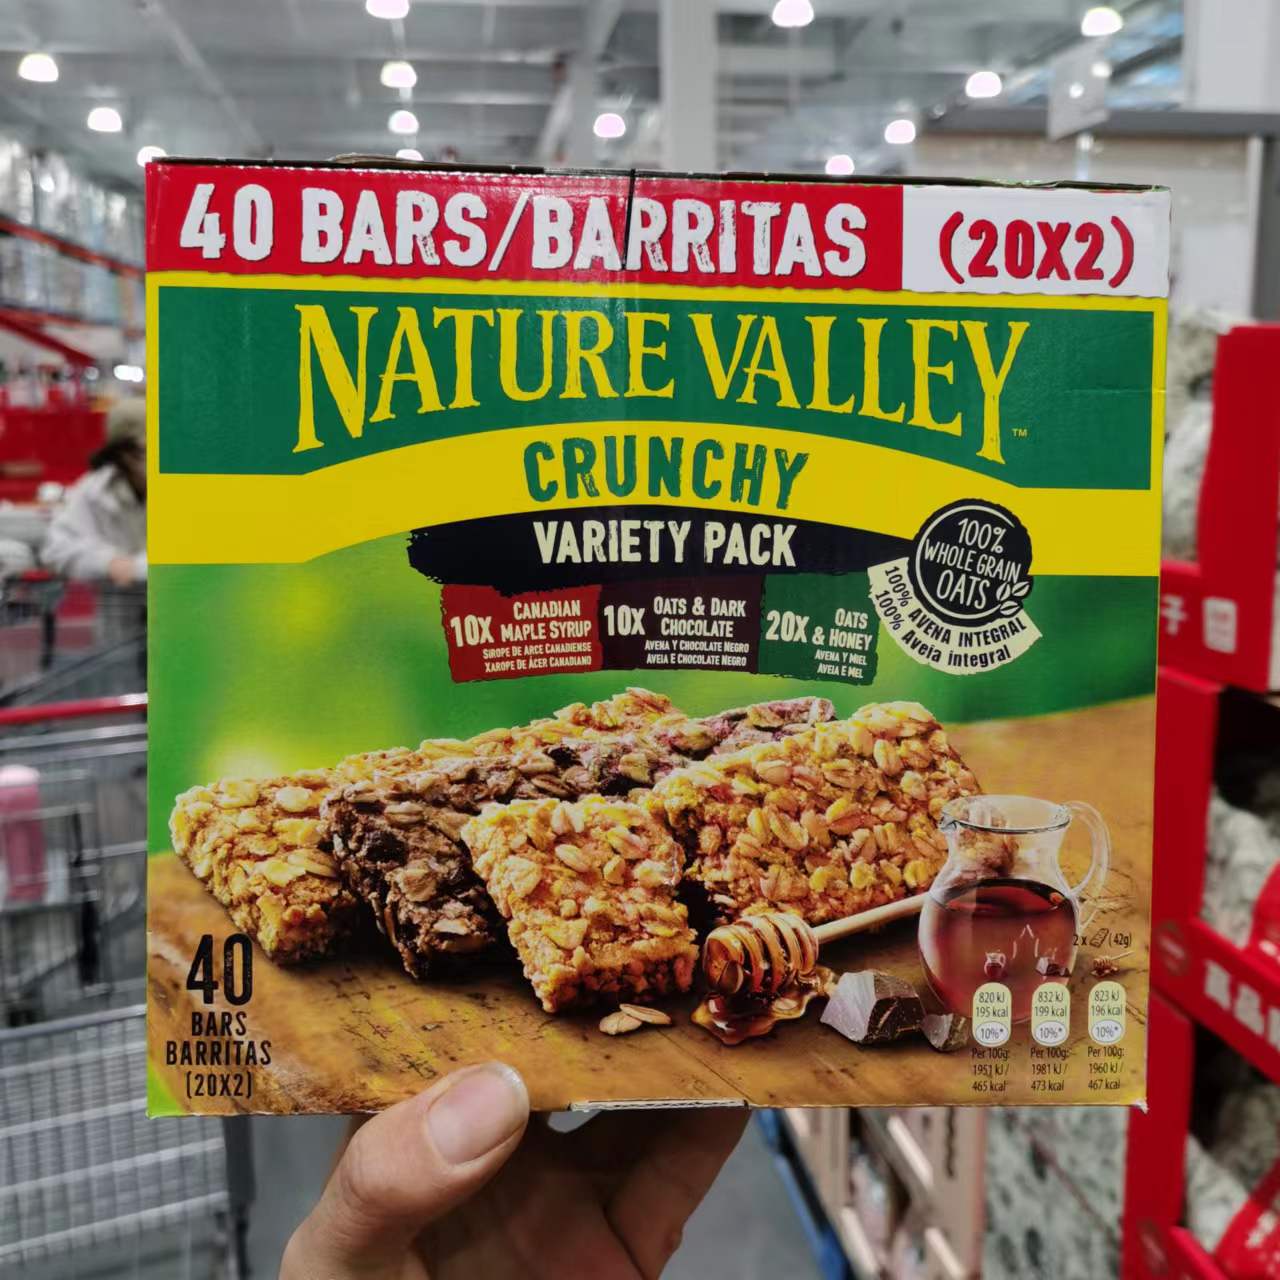 40 BARS/BARRITAS (20X2)
NATURE VALLEY™
CRUNCHY
VARIETY PACK
100%
WHOLE GRAIN
OATS
100% AVENA INTEGRAL
100% Aveia integral
10X CANADIAN
MAPLE SYRUP
SIROPE DE ARCE CANADIENSE
XAROPE DE ÁCER CANADIANO
10X OATS & DARK
CHOCOLATE
AVENA Y CHOCOLATE NEGRO
AVEIA E CHOCOLATE NEGRO
20X OATS
& HONEY
AVENA Y MIEL
AVEIA E MEL
40
BARS
BARRITAS
(20X2)
2 x (42g)
820 kJ
195 kcal
10%*
Per 100g:
1951 kJ /
465 kcal
832 kJ
199 kcal
10%*
Per 100g:
1981 kJ /
473 kcal
823 kJ
196 kcal
10%*
Per 100g:
1960 kJ /
467 kcal